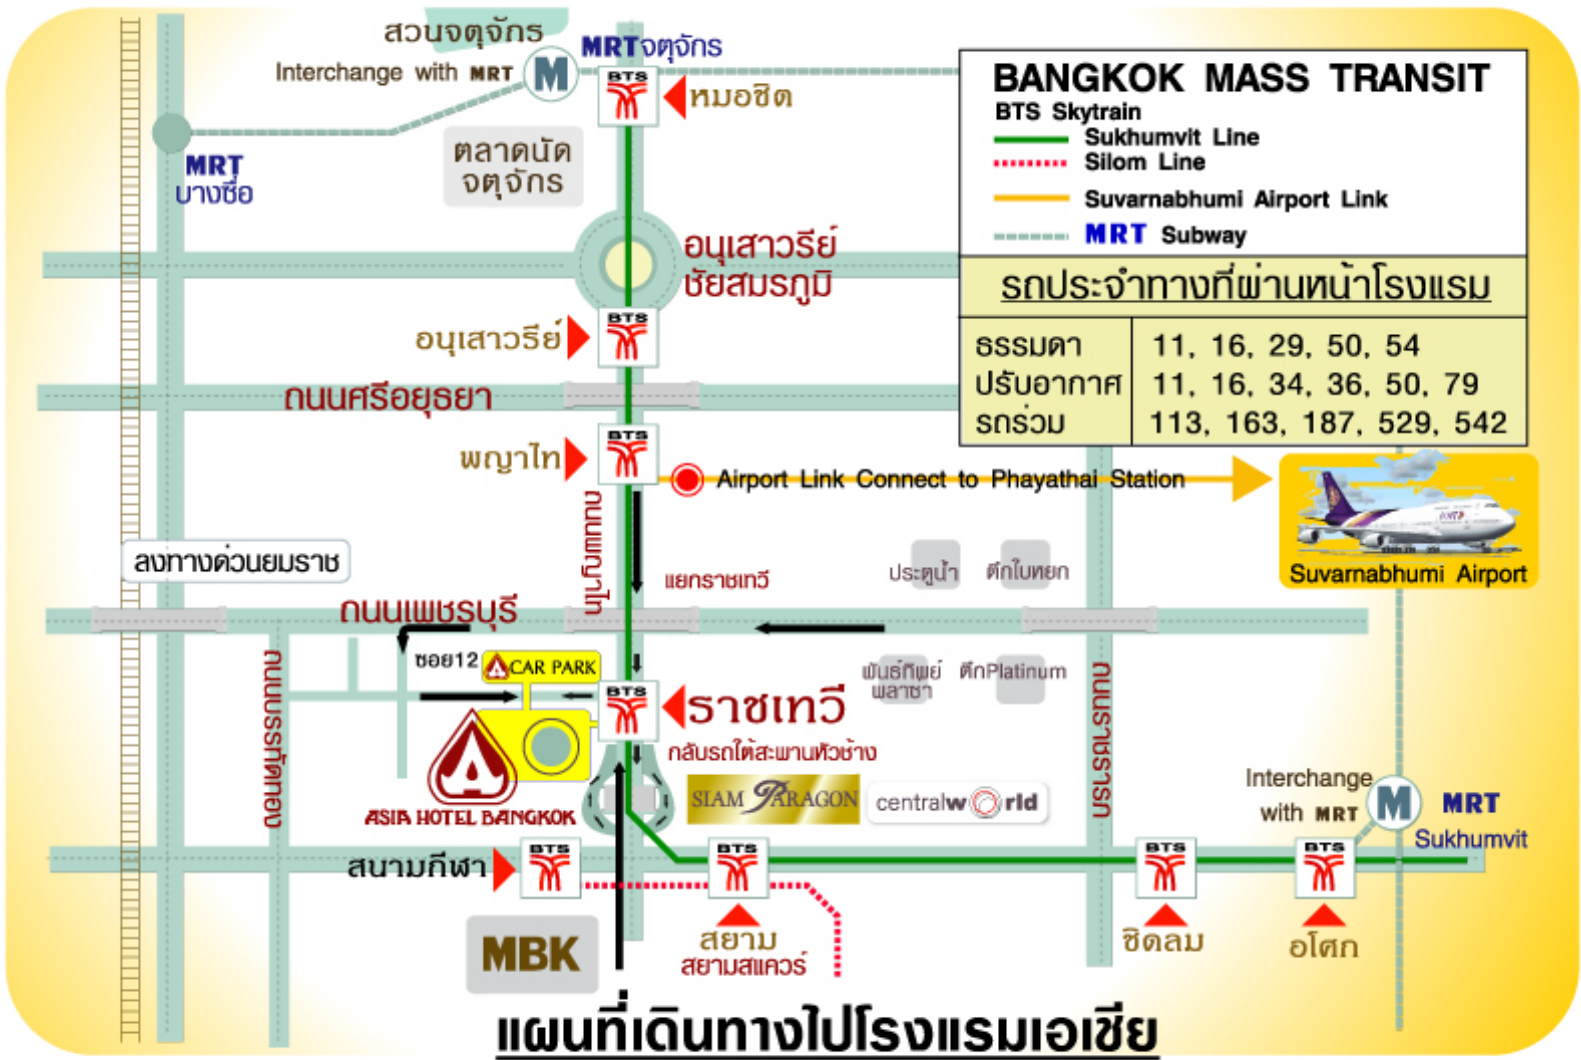 สวนจตุจักร
MRTจตุจักร
Interchange with MRT
M
BTS
หมอชิต
MRT
บางซื่อ
ตลาดนัด
จตุจักร
BANGKOK MASS TRANSIT
BTS Skytrain
Sukhumvit Line
Silom Line
Suvarnabhumi Airport Link
MRT Subway
รถประจำทางที่ผ่านหน้าโรงแรม
ธรรมดา 11, 16, 29, 50, 54
ปรับอากาศ 11, 16, 34, 36, 50, 79
รถร่วม 113, 163, 187, 529, 542
อนุเสาวรีย์
ชัยสมรภูมิ
BTS
อนุเสาวรีย์
ถนนศรีอยุธยา
BTS
พญาไท
Airport Link Connect to Phayathai Station
Suvarnabhumi Airport
ถนนพญาไท
ลงทางด่วนยมราช
แยกราชเทวี
ประตูน้ำ
ตึกใบหยก
ถนนเพชรบุรี
ซอย12
CAR PARK
BTS
ราชเทวี
กลับรถใต้สะพานหัวช้าง
พันธ์ทิพย์
พลาซา
ตึกPlatinum
ถนนบรรทัดทอง
ถนนราชปรารถ
ASIA HOTEL BANGKOK
SIAM PARAGON
centralw rld
Interchange
with MRT
M
MRT
Sukhumvit
สนามกีฬา
BTS
BTS
BTS
BTS
MBK
สยาม
สยามสแควร์
ชิดลม
อโศก
แผนที่เดินทางไปโรงแรมเอเชีย